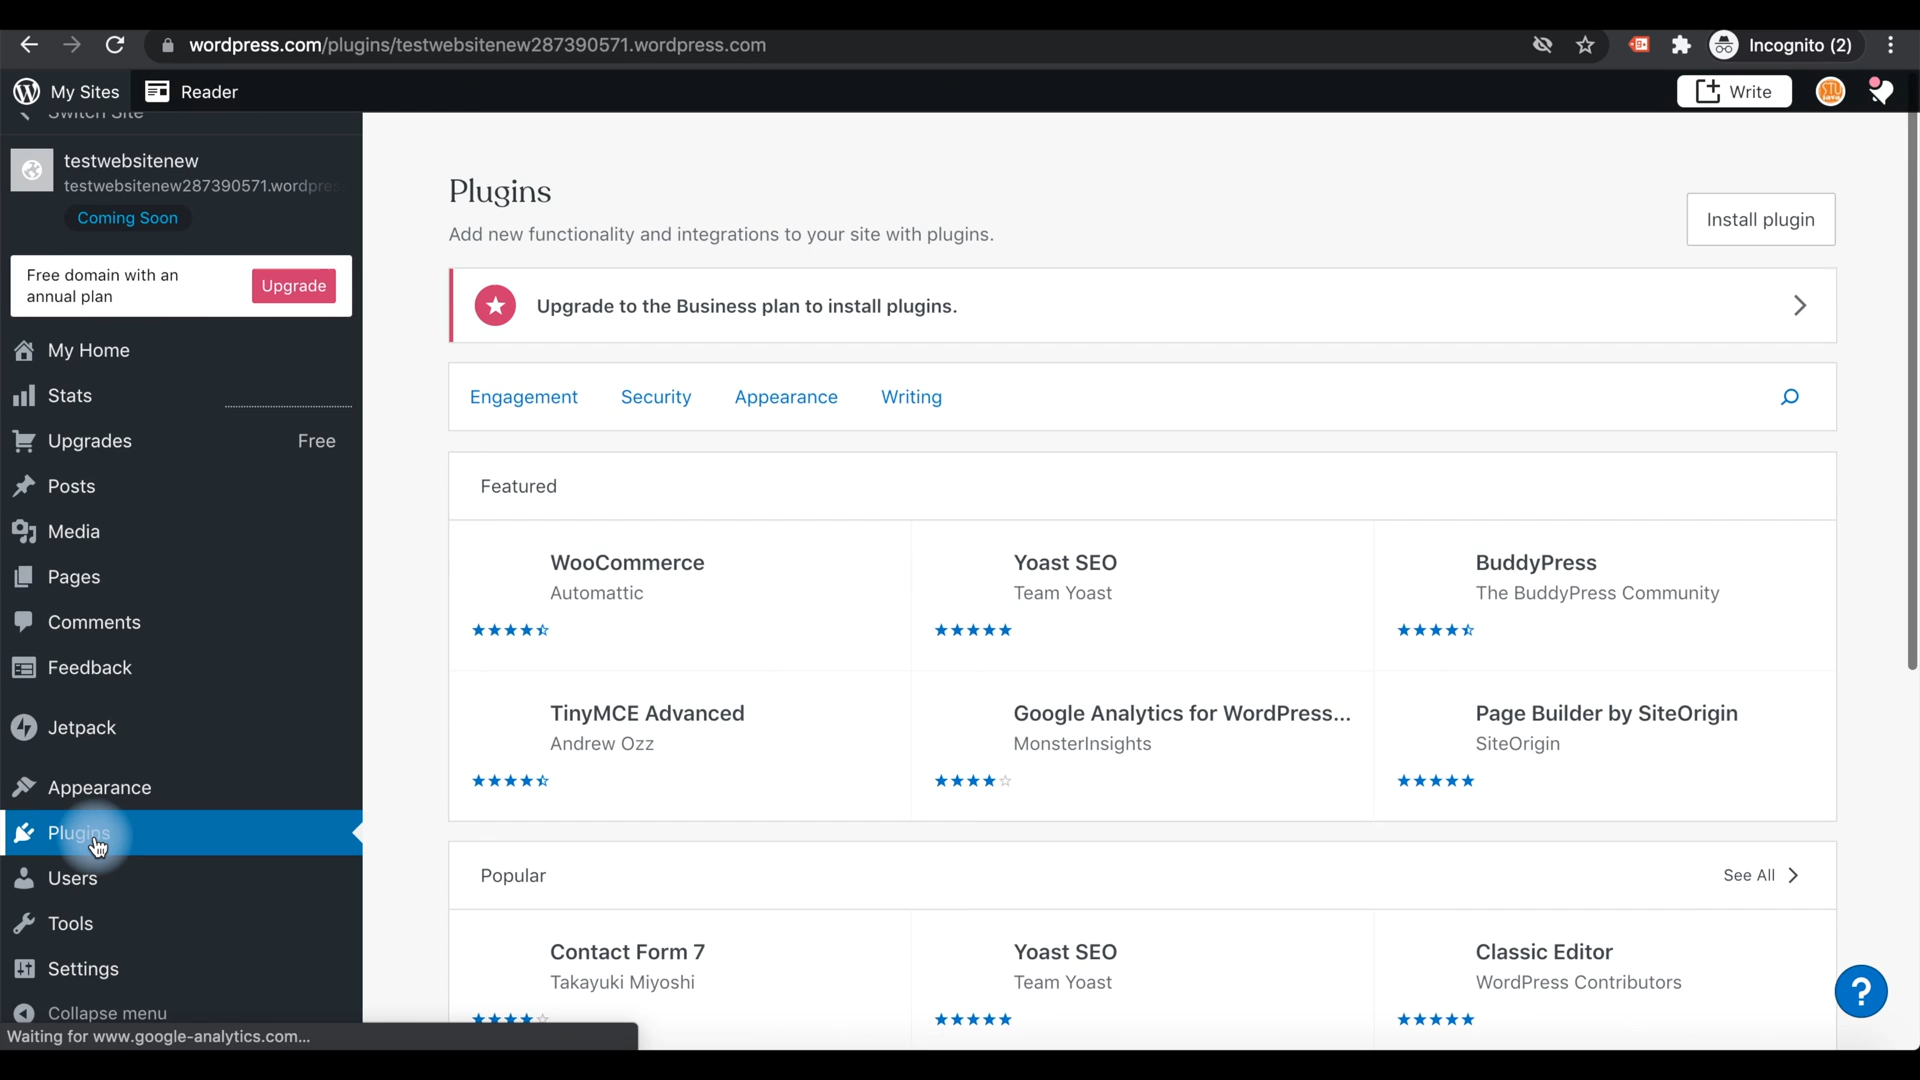 wordpress.com/plugins/testwebsitenew287390571.wordpress.com
Incognito (2)
My Sites
Reader
Write
Switch Site
testwebsitenew
testwebsitenew287390571.wordpres
Coming Soon
Free domain with an
annual plan
Upgrade
My Home
Stats
Upgrades
Free
Posts
Media
Pages
Comments
Feedback
Jetpack
Appearance
Plugins
Users
Tools
Settings
Collapse menu
Waiting for www.google-analytics.com...
Plugins
Add new functionality and integrations to your site with plugins.
Install plugin
Upgrade to the Business plan to install plugins.
Engagement Security Appearance Writing
Featured
WooCommerce
Automattic
Yoast SEO
Team Yoast
BuddyPress
The BuddyPress Community
TinyMCE Advanced
Andrew Ozz
Google Analytics for WordPress...
MonsterInsights
Page Builder by SiteOrigin
SiteOrigin
Popular
See All
Contact Form 7
Takayuki Miyoshi
Yoast SEO
Team Yoast
Classic Editor
WordPress Contributors
?